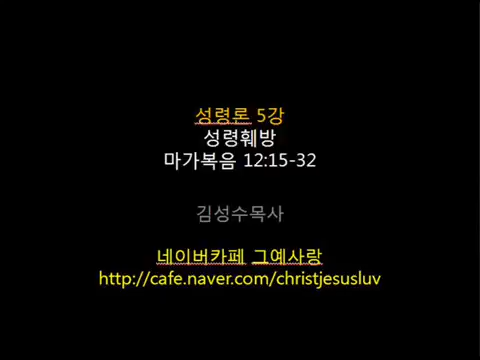 성령론 5강
성령훼방
마가복음 12:15-32
김성수목사
네이버카페 그예사랑
http://cafe.naver.com/christjesusluv